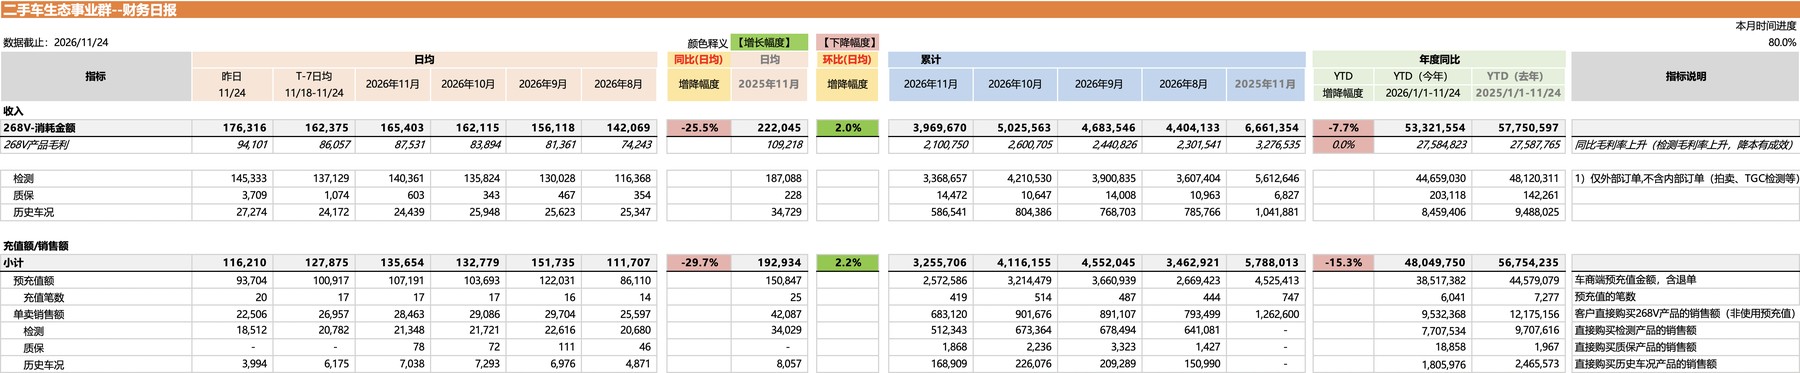 二手车生态事业群--财务日报
本月时间进度
数据截止：2026/11/24 颜色释义 【增长幅度】 【下降幅度】 80.0%
指标 日均 同比(日均) 日均 环比(日均) 累计 年度同比 指标说明
昨日 T-7日均 2026年11月 2026年10月 2026年9月 2026年8月 增降幅度 2025年11月 增降幅度 2026年11月 2026年10月 2026年9月 2026年8月 2025年11月 YTD YTD（今年） YTD（去年）
11/24 11/18-11/24 增降幅度 2026/1/1-11/24 2025/1/1-11/24
收入
268V-消耗金额 176,316 162,375 165,403 162,115 156,118 142,069 -25.5% 222,045 2.0% 3,969,670 5,025,563 4,683,546 4,404,133 6,661,354 -7.7% 53,321,554 57,750,597
268V产品毛利 94,101 86,057 87,531 83,894 81,361 74,243 109,218 2,100,750 2,600,705 2,440,826 2,301,541 3,276,535 0.0% 27,584,823 27,587,765 同比毛利率上升（检测毛利率上升，降本有成效）
检测 145,333 137,129 140,361 135,824 130,028 116,368 187,088 3,368,657 4,210,530 3,900,835 3,607,404 5,612,646 44,659,030 48,120,311 1）仅外部订单,不含内部订单（拍卖、TGC检测等)
质保 3,709 1,074 603 343 467 354 228 14,472 10,647 14,008 10,963 6,827 203,118 142,261
历史车况 27,274 24,172 24,439 25,948 25,623 25,347 34,729 586,541 804,386 768,703 785,766 1,041,881 8,459,406 9,488,025
充值额/销售额
小计 116,210 127,875 135,654 132,779 151,735 111,707 -29.7% 192,934 2.2% 3,255,706 4,116,155 4,552,045 3,462,921 5,788,013 -15.3% 48,049,750 56,754,235
预充值额 93,704 100,917 107,191 103,693 122,031 86,110 150,847 2,572,586 3,214,479 3,660,939 2,669,423 4,525,413 38,517,382 44,579,079 车商端预充值金额，含退单
充值笔数 20 17 17 17 16 14 25 419 514 487 444 747 6,041 7,277 预充值的笔数
单卖销售额 22,506 26,957 28,463 29,086 29,704 25,597 42,087 683,120 901,676 891,107 793,499 1,262,600 9,532,368 12,175,156 客户直接购买268V产品的销售额（非使用预充值）
检测 18,512 20,782 21,348 21,721 22,616 20,680 34,029 512,343 673,364 678,494 641,081 - 7,707,534 9,707,616 直接购买检测产品的销售额
质保 - - 78 72 111 46 - 1,868 2,236 3,323 1,427 - 18,858 1,967 直接购买质保产品的销售额
历史车况 3,994 6,175 7,038 7,293 6,976 4,871 8,057 168,909 226,076 209,289 150,990 - 1,805,976 2,465,573 直接购买历史车况产品的销售额